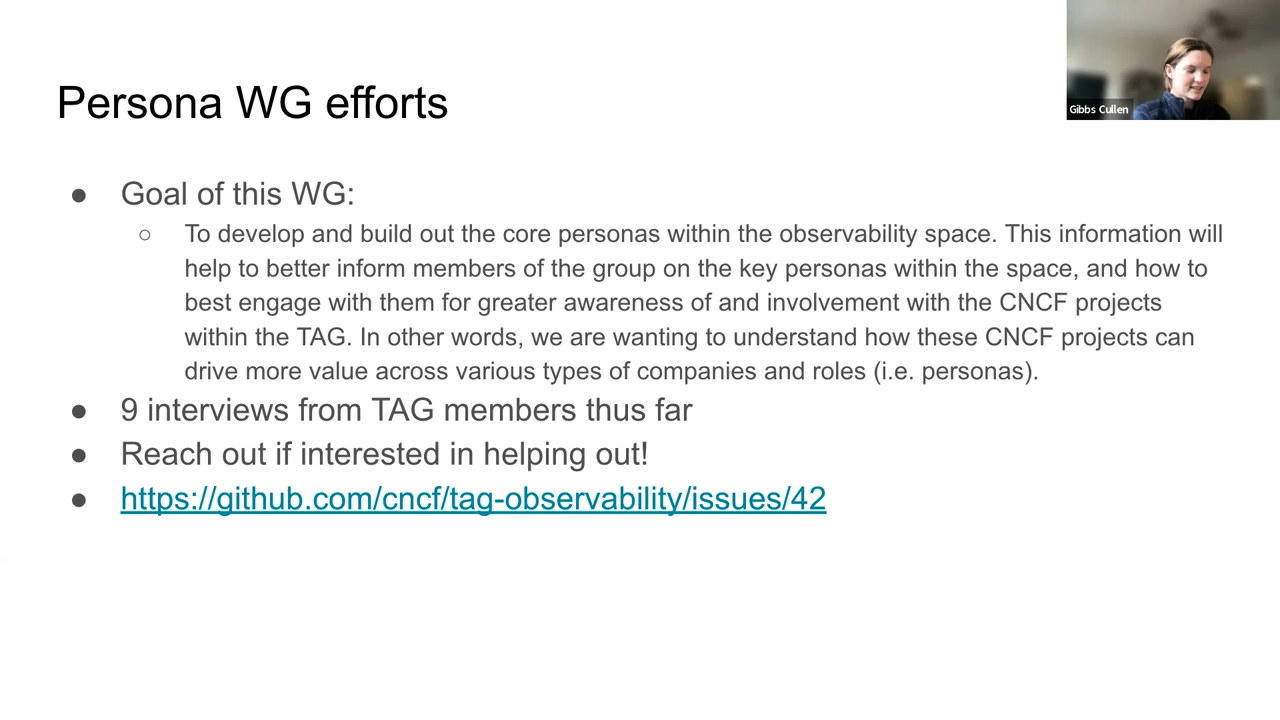 Persona WG efforts
Gibbs Cullen
● Goal of this WG:
○ To develop and build out the core personas within the observability space. This information will
help to better inform members of the group on the key personas within the space, and how to
best engage with them for greater awareness of and involvement with the CNCF projects
within the TAG. In other words, we are wanting to understand how these CNCF projects can
drive more value across various types of companies and roles (i.e. personas).
● 9 interviews from TAG members thus far
● Reach out if interested in helping out!
● https://github.com/cncf/tag-observability/issues/42